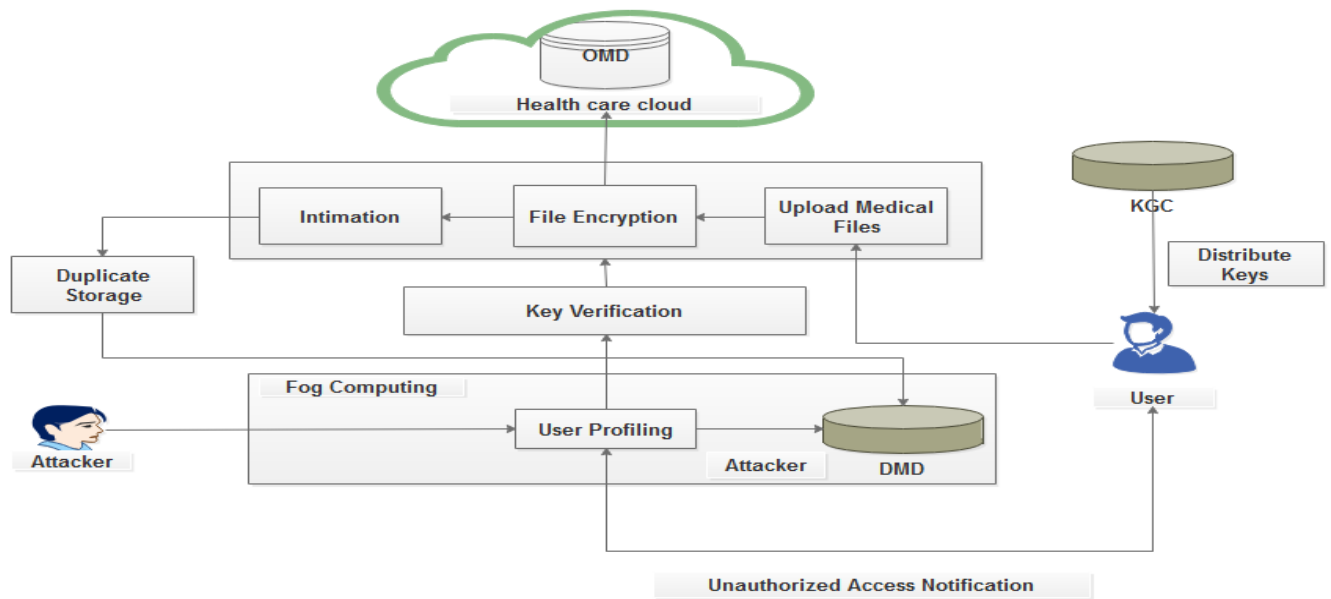 OMD
Health care cloud
KGC
Intimation
File Encryption
Upload Medical
Files
Distribute
Keys
Duplicate
Storage
Key Verification
Fog Computing
User
User Profiling
Attacker
Attacker
DMD
Unauthorized Access Notification